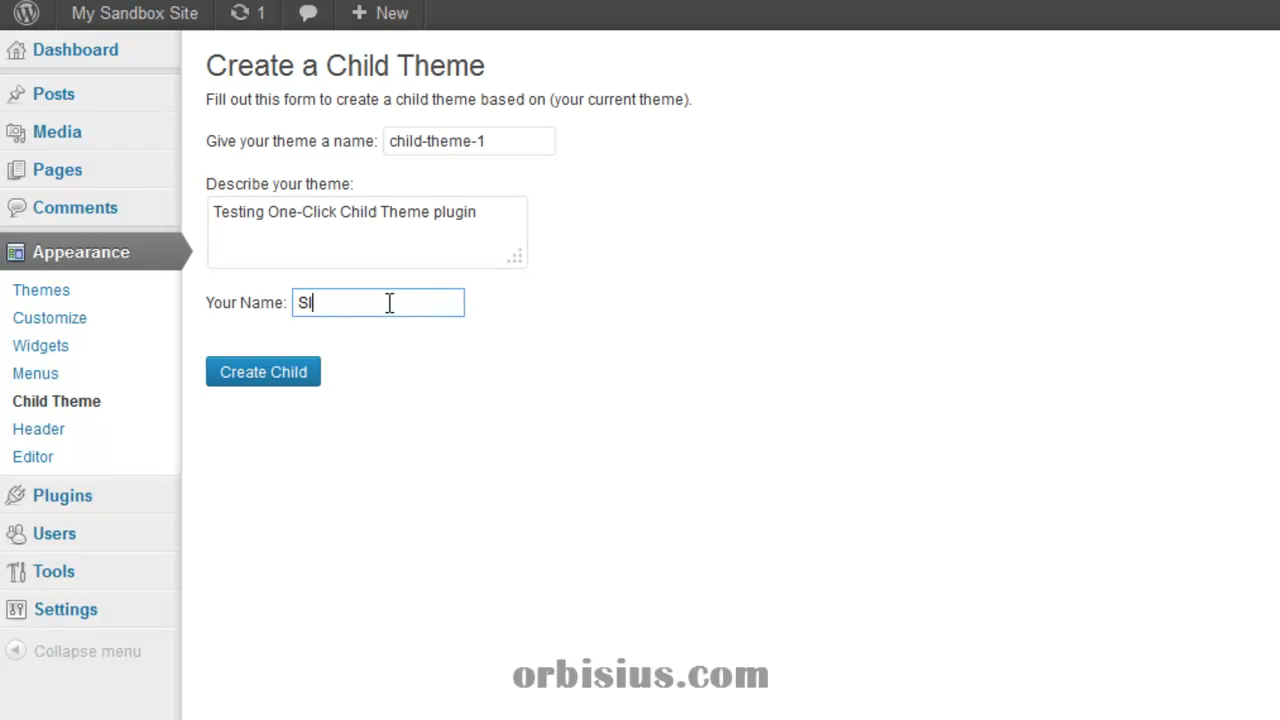 My Sandbox Site 1 + New
Dashboard
Posts
Media
Pages
Comments
Appearance
Themes
Customize
Widgets
Menus
Child Theme
Header
Editor
Plugins
Users
Tools
Settings
Collapse menu
Create a Child Theme
Fill out this form to create a child theme based on (your current theme).
Give your theme a name: child-theme-1
Describe your theme:
Testing One-Click Child Theme plugin
Your Name: Sl
Create Child
orbisius.com